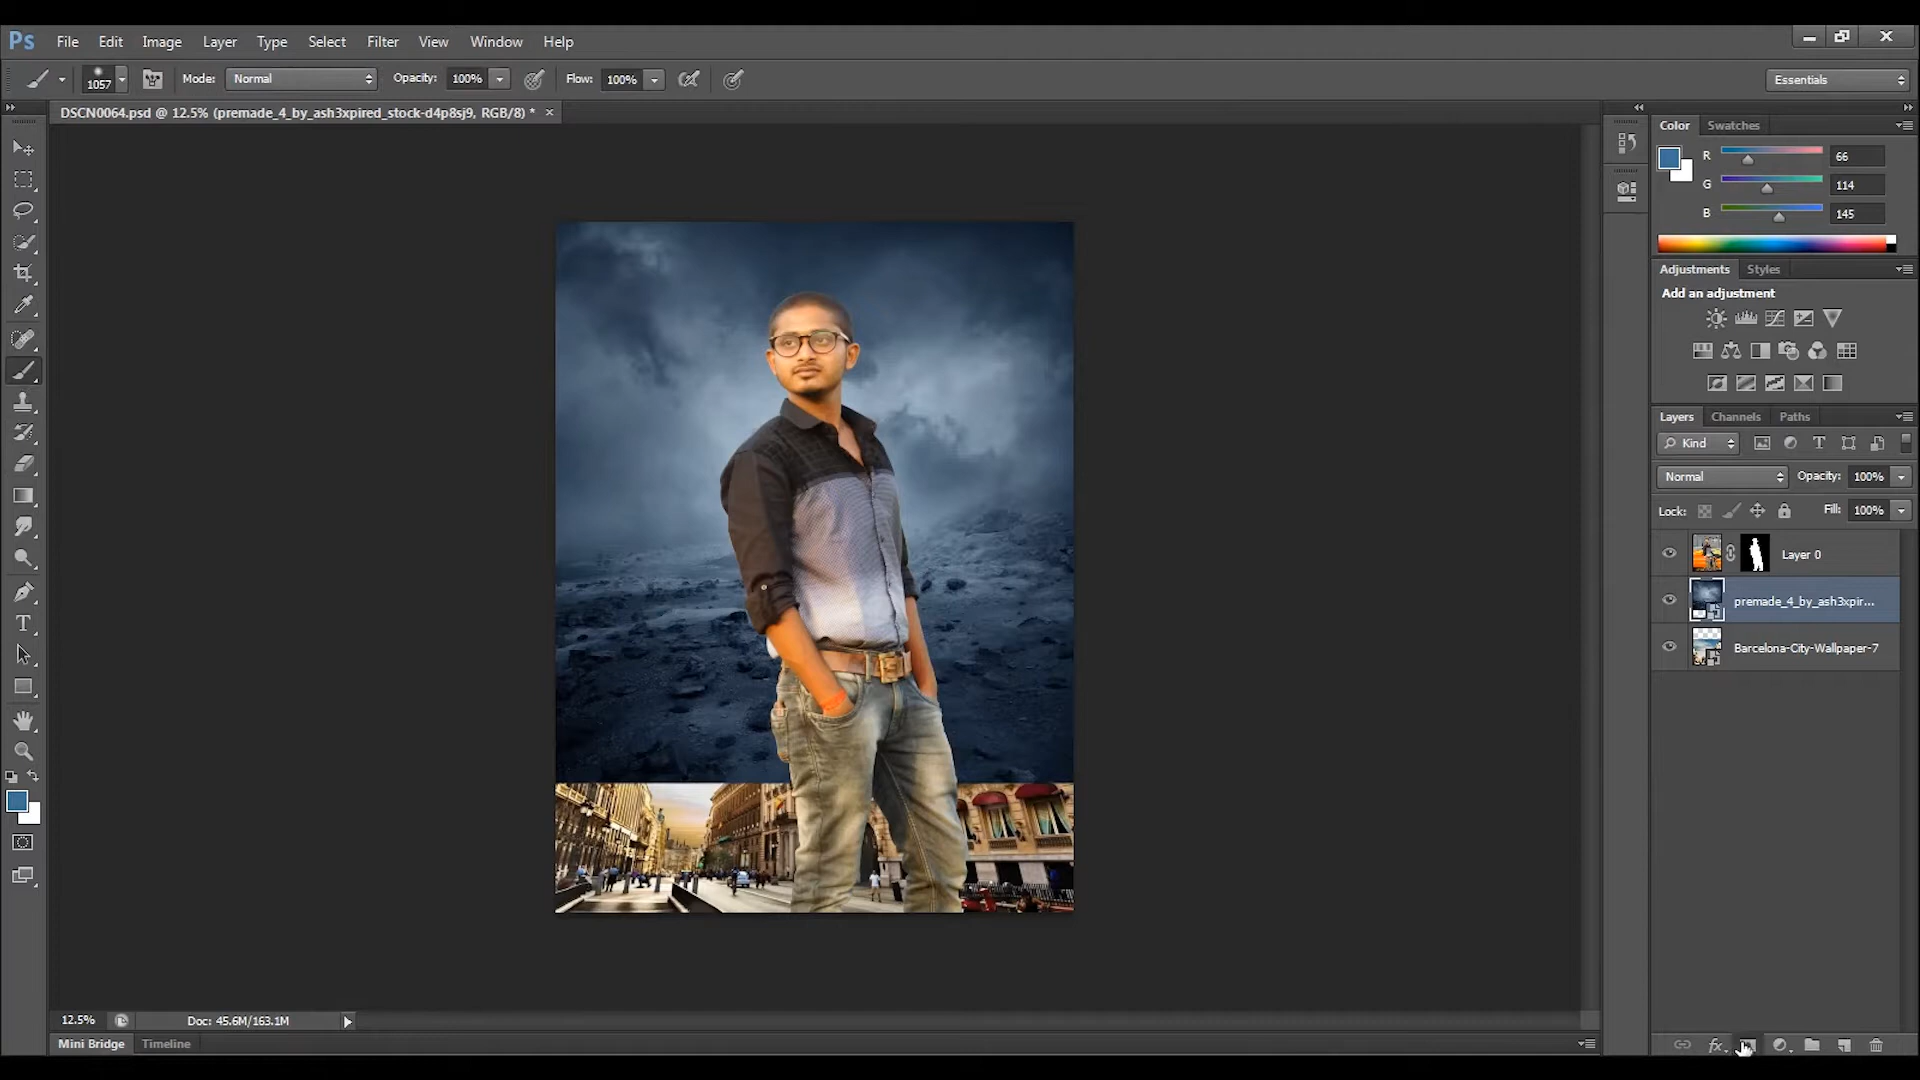 Ps File Edit Image Layer Type Select Filter View Window Help
1057 Mode: Normal Opacity: 100% Flow: 100% Essentials
DSCN0064.psd @ 12.5% (premade_4_by_ash3xpired_stock-d4p8sj9, RGB/8) *
Color Swatches
R 66
G 114
B 145
Adjustments Styles
Add an adjustment
Layers Channels Paths
Kind
Normal Opacity: 100%
Lock: Fill: 100%
Layer 0
premade_4_by_ash3xpir...
Barcelona-City-Wallpaper-7
12.5% Doc: 45.6M/163.1M
Mini Bridge Timeline
fx